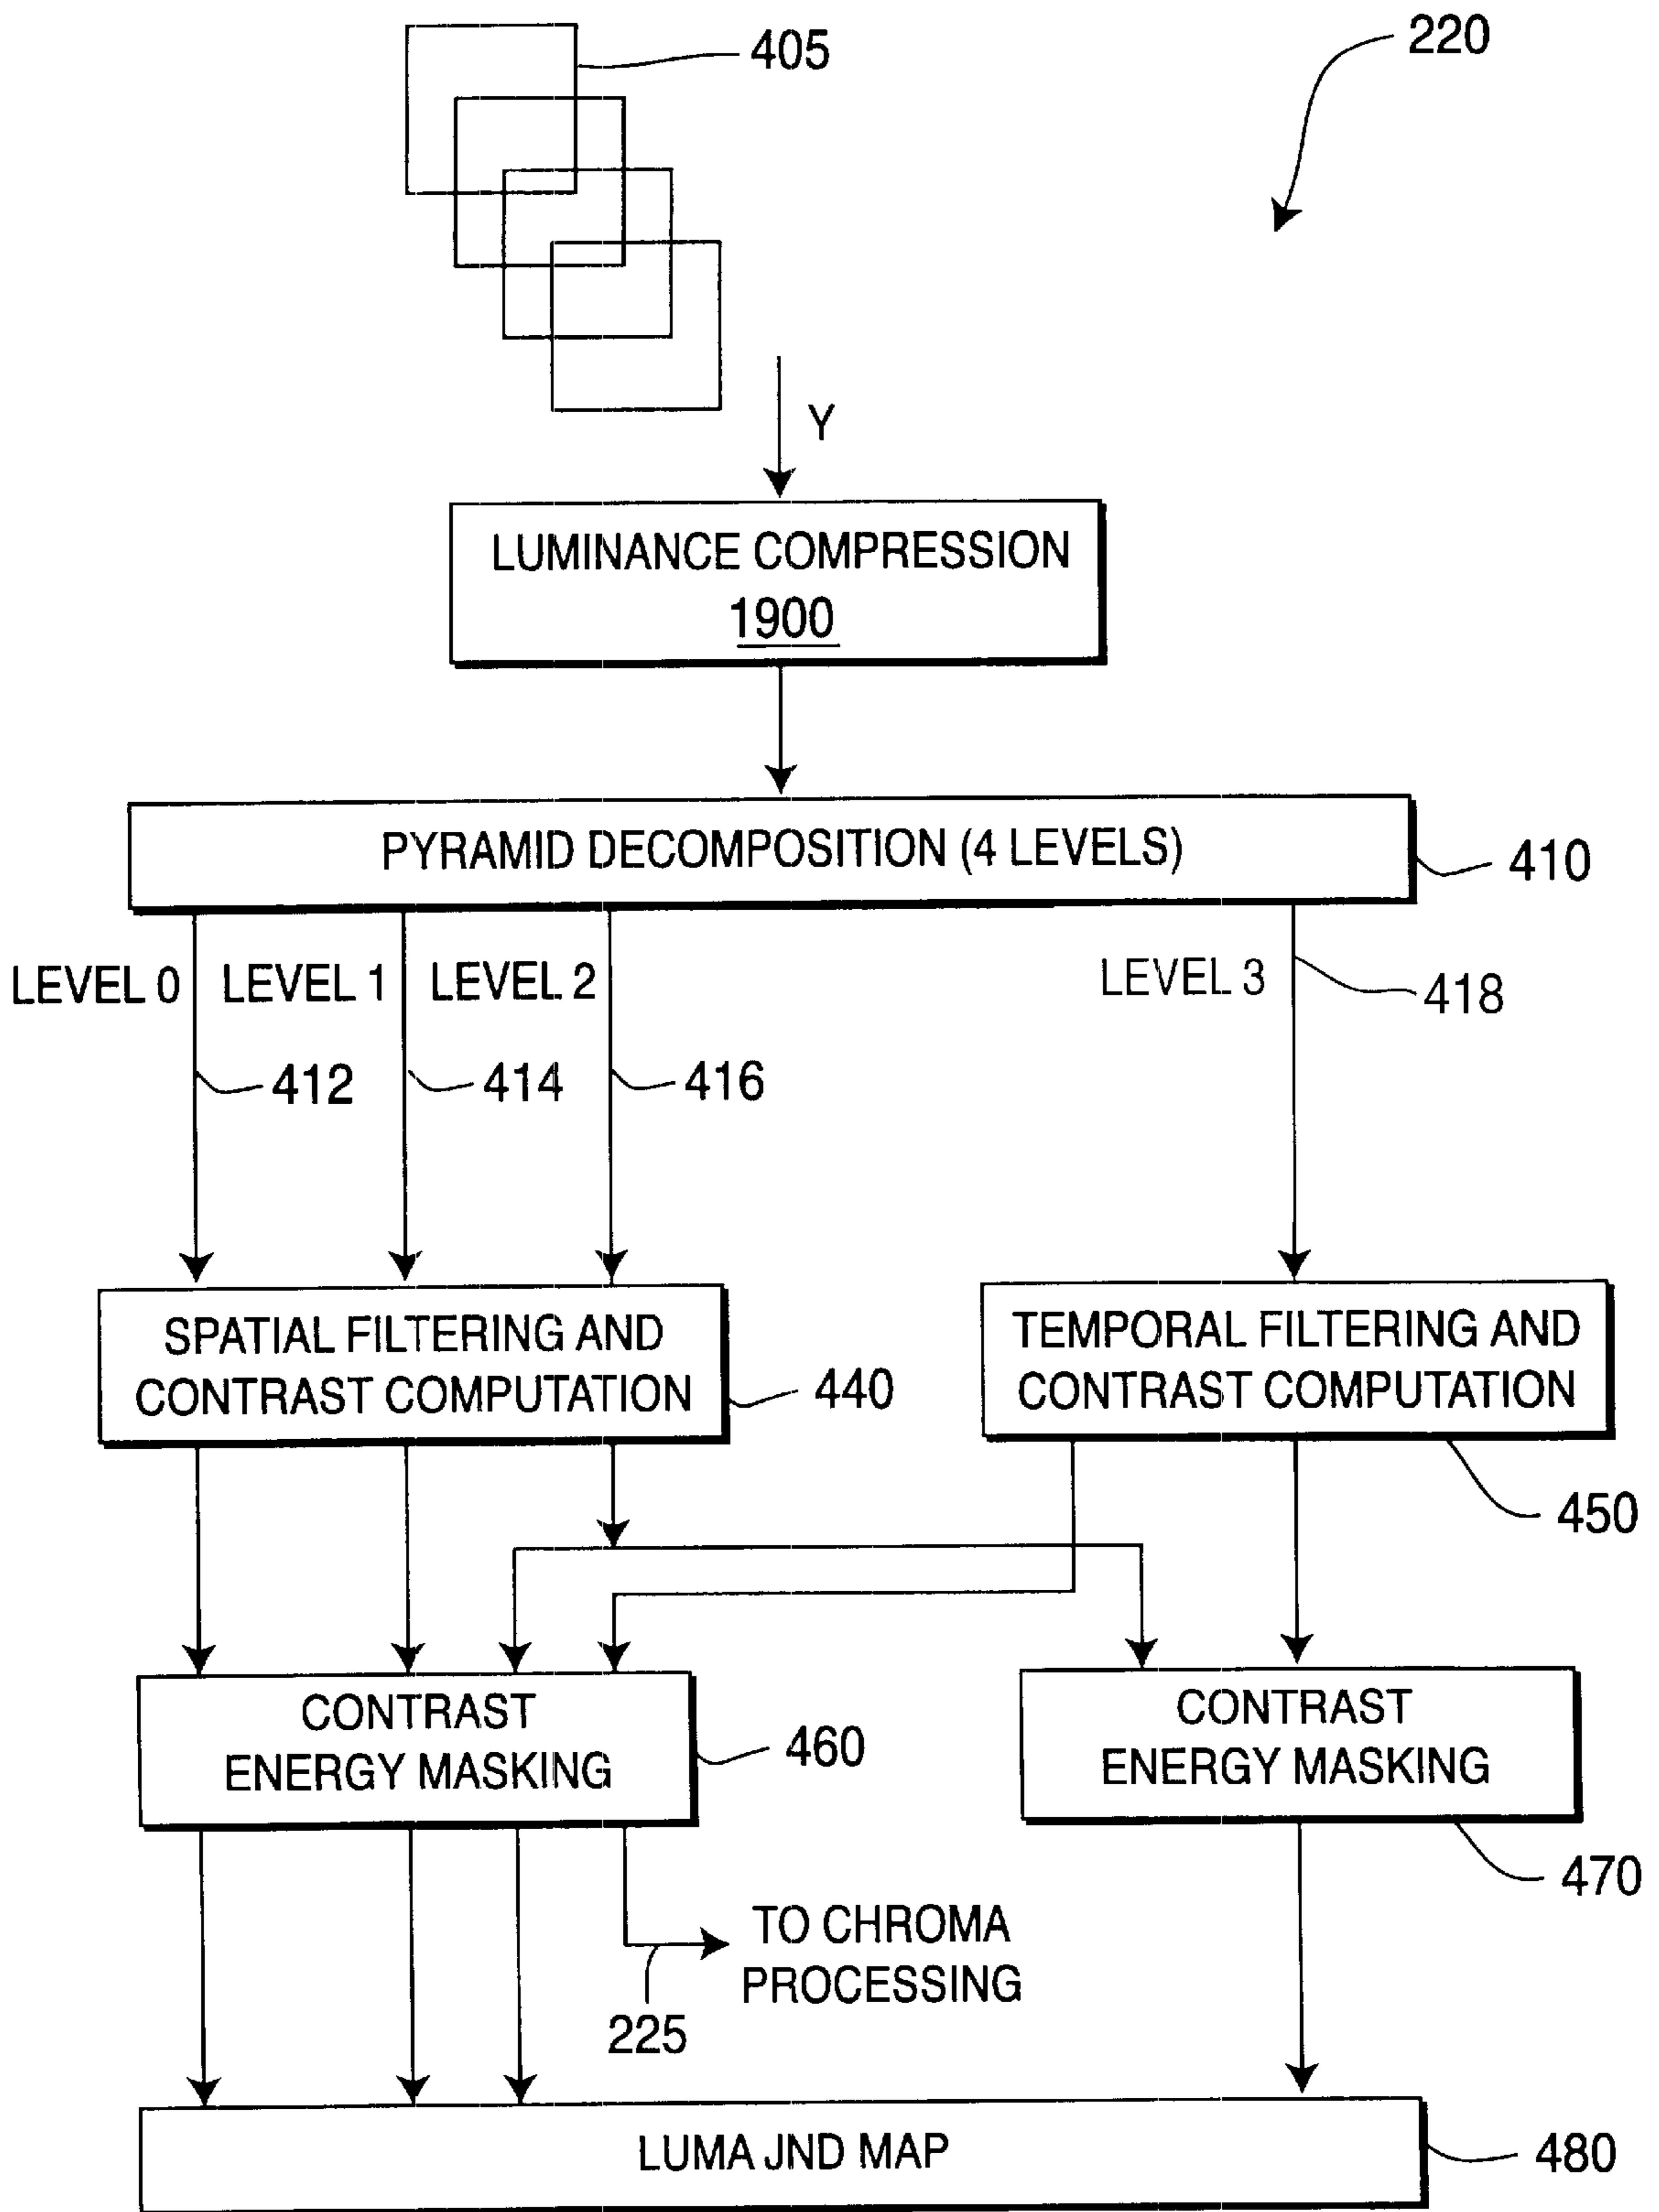 405
220
Y
LUMINANCE COMPRESSION
1900
PYRAMID DECOMPOSITION (4 LEVELS)
410
LEVEL 0
LEVEL 1
LEVEL 2
LEVEL 3
418
412
414
416
SPATIAL FILTERING AND
CONTRAST COMPUTATION
440
TEMPORAL FILTERING AND
CONTRAST COMPUTATION
450
CONTRAST
ENERGY MASKING
460
CONTRAST
ENERGY MASKING
470
TO CHROMA
PROCESSING
225
LUMA JND MAP
480